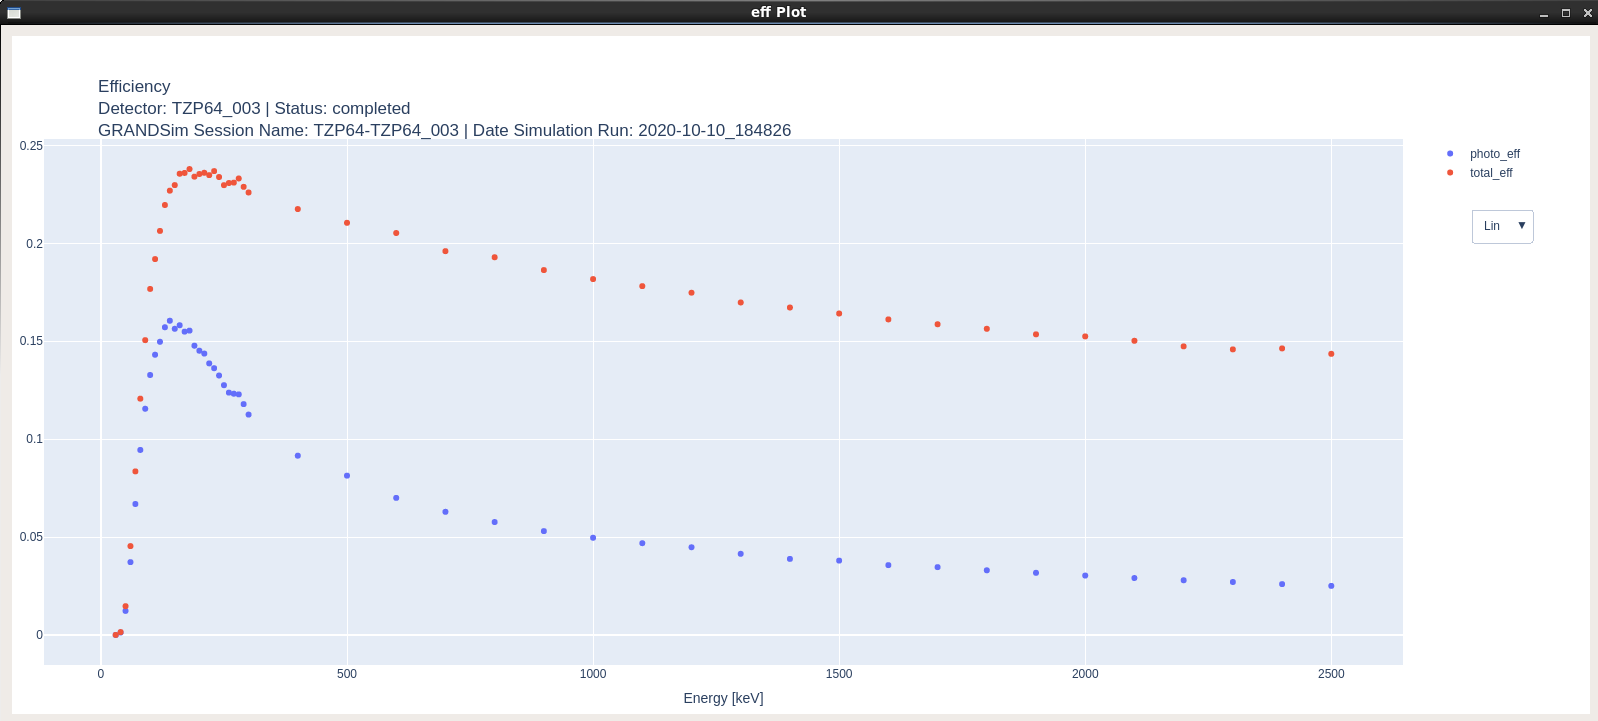 eff Plot
Efficiency
Detector: TZP64_003 | Status: completed
GRANDSim Session Name: TZP64-TZP64_003 | Date Simulation Run: 2020-10-10_184826
0.25
0.2
0.15
0.1
0.05
0
0 500 1000 1500 2000 2500
Energy [keV]
photo_eff
total_eff
Lin ▼